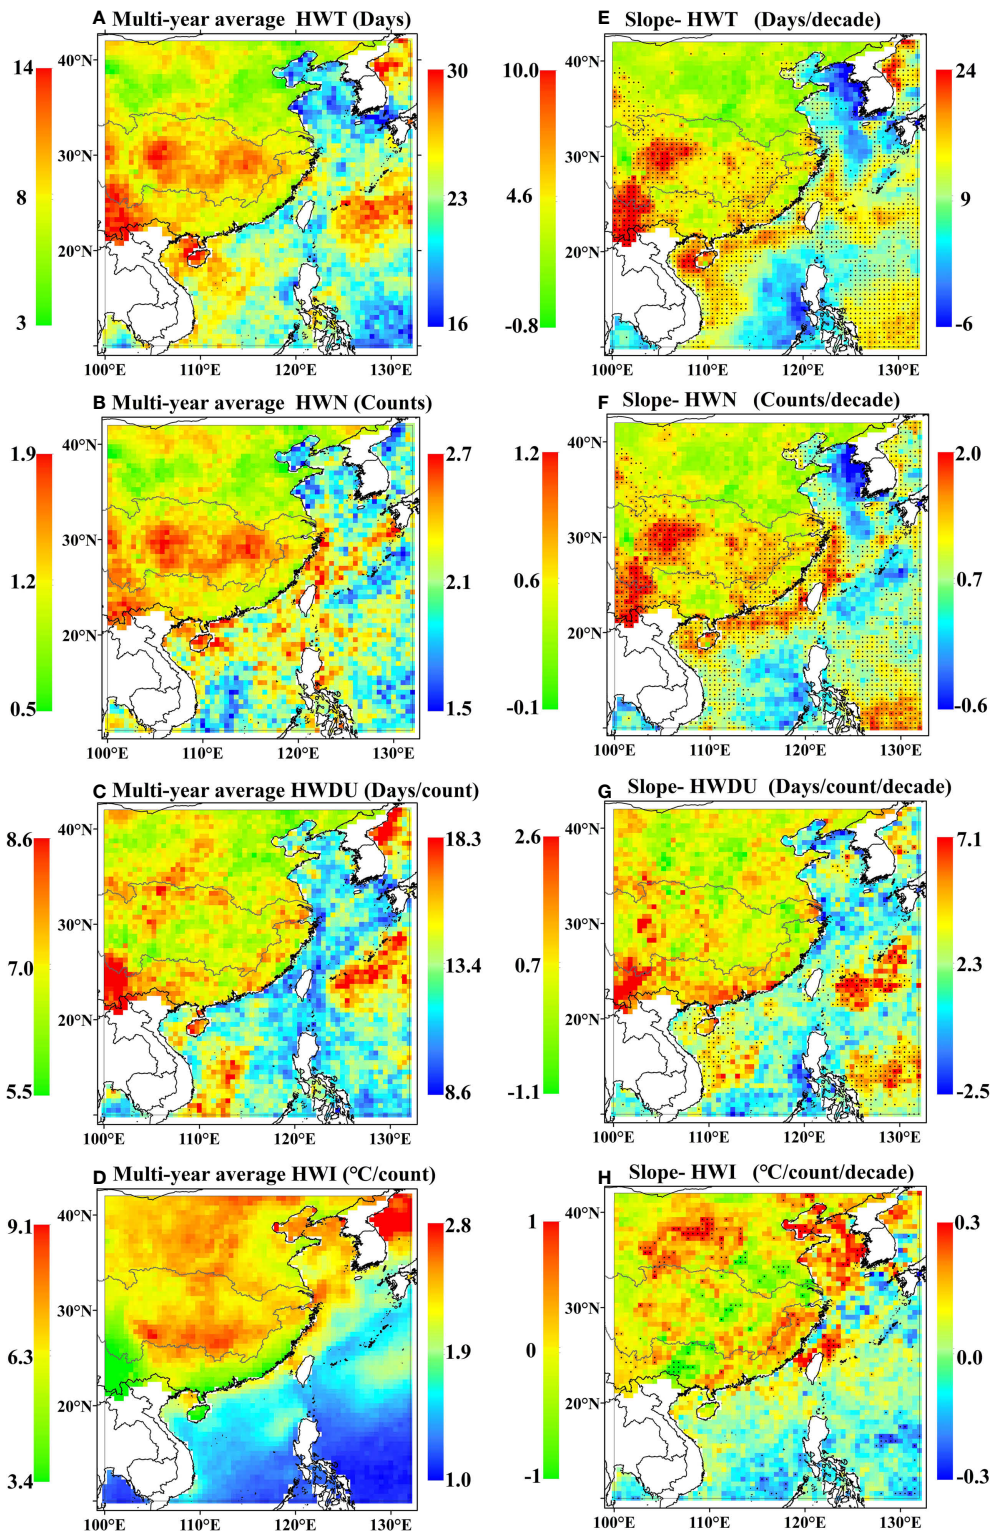 A Multi-year average HWT (Days)
14
8
3
40°N
30°N
20°N
30
23
16
100°E 110°E 120°E 130°E
E Slope- HWT (Days/decade)
10.0
4.6
-0.8
40°N
30°N
20°N
24
9
-6
100°E 110°E 120°E 130°E
B Multi-year average HWN (Counts)
1.9
1.2
0.5
40°N
30°N
20°N
2.7
2.1
1.5
100°E 110°E 120°E 130°E
F Slope- HWN (Counts/decade)
1.2
0.6
-0.1
40°N
30°N
20°N
2.0
0.7
-0.6
100°E 110°E 120°E 130°E
C Multi-year average HWDU (Days/count)
8.6
7.0
5.5
40°N
30°N
20°N
18.3
13.4
8.6
100°E 110°E 120°E 130°E
G Slope- HWDU (Days/count/decade)
2.6
0.7
-1.1
40°N
30°N
20°N
7.1
2.3
-2.5
100°E 110°E 120°E 130°E
D Multi-year average HWI (℃/count)
9.1
6.3
3.4
40°N
30°N
20°N
2.8
1.9
1.0
100°E 110°E 120°E 130°E
H Slope- HWI (℃/count/decade)
1
0
-1
40°N
30°N
20°N
0.3
0.0
-0.3
100°E 110°E 120°E 130°E